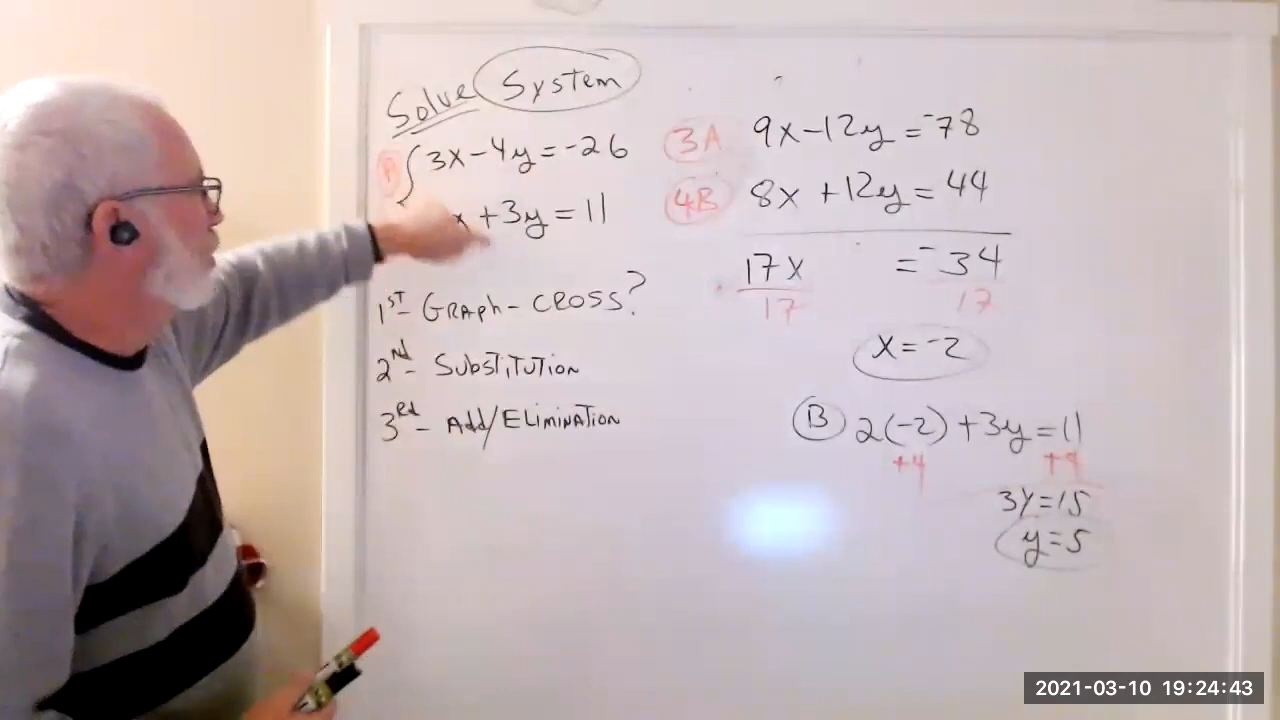 Solve System
A 3x-4y=-26
x+3y=11
1ST- GRAPH- CROSS?
2ND- SUBSTITUTION
3Rd- Add/ELIMINATION
3A 9x-12y=-78
4B 8x+12y=44
17x = -34
17 17
x=-2
B 2(-2)+3y=11
+4 +4
3y=15
y=5
2021-03-10 19:24:43